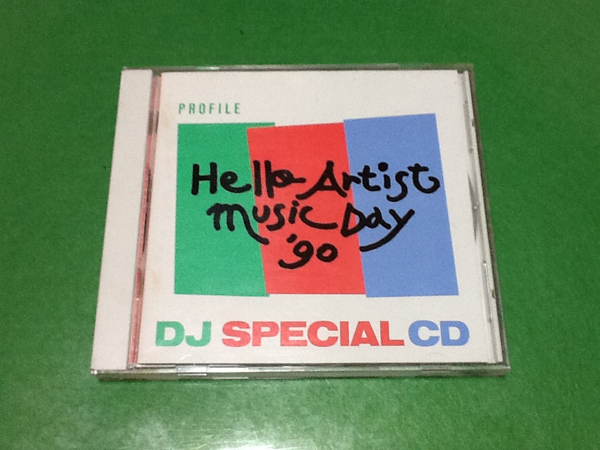 PROFILE
Hello Artist
music Day
'90
DJ SPECIAL CD